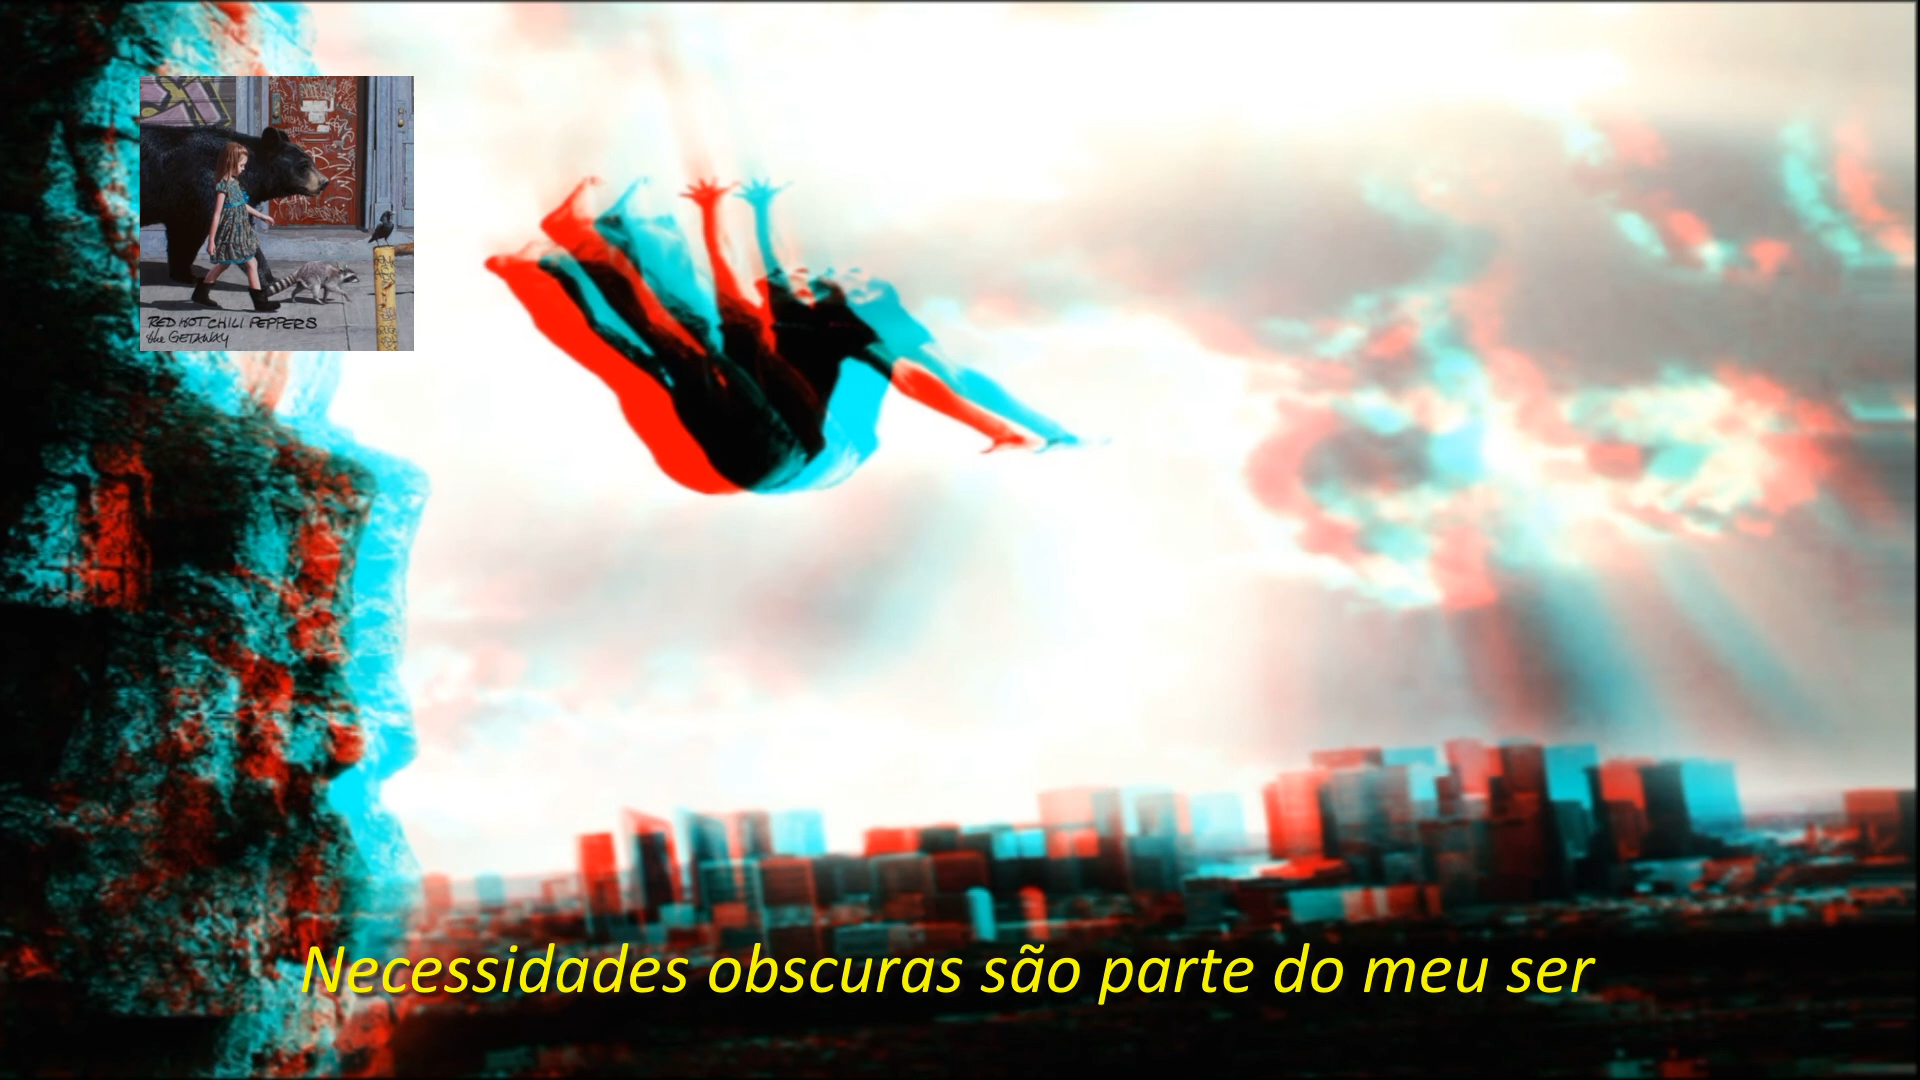 RED HOT CHILI PEPPERS
the GETAWAY
Necessidades obscuras são parte do meu ser